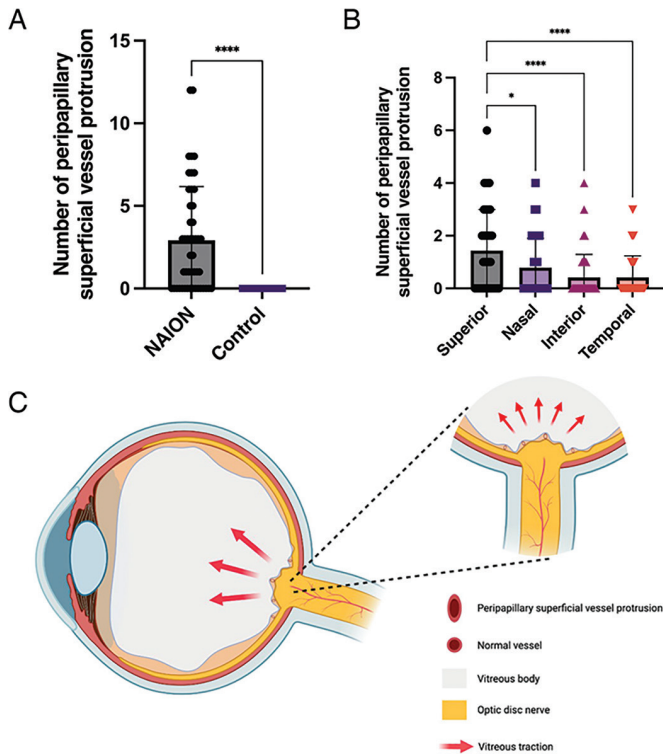 A
Number of peripapillary
superficial vessel protrusion
15
10
5
0
****
NAION
Control
B
Number of peripapillary
superficial vessel protrusion
8
6
4
2
0
****
****
*
Superior
Nasal
Interior
Temporal
C
Peripapillary superficial vessel protrusion
Normal vessel
Vitreous body
Optic disc nerve
Vitreous traction